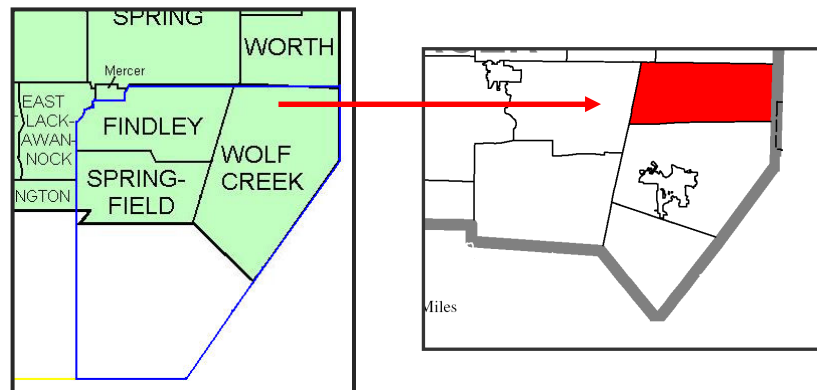 SPRING
WORTH
Mercer
EAST
LACK-
AWAN-
NOCK
FINDLEY
WOLF
CREEK
SPRING-
FIELD
NGTON
Miles